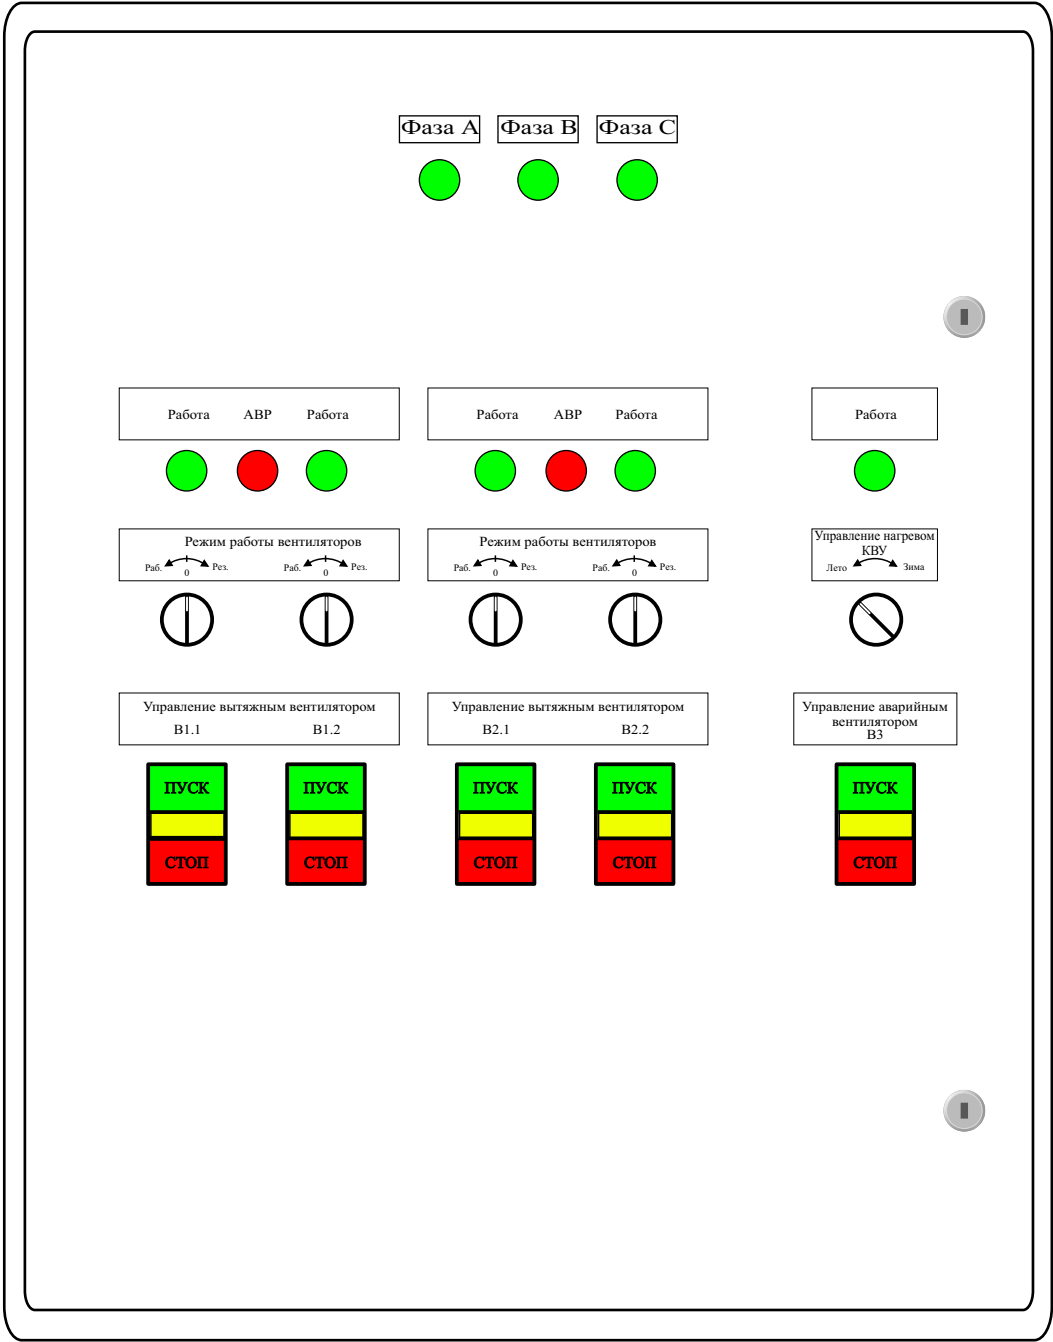 Фаза А Фаза В Фаза С
Работа АВР Работа Работа АВР Работа Работа
Режим работы вентиляторов Режим работы вентиляторов Управление нагревом
КВУ
Раб. 0 Рез. Раб. 0 Рез. Раб. 0 Рез. Раб. 0 Рез. Лето Зима
Управление вытяжным вентилятором Управление вытяжным вентилятором Управление аварийным
вентилятором
В1.1 В1.2 В2.1 В2.2 В3
ПУСК ПУСК ПУСК ПУСК ПУСК
СТОП СТОП СТОП СТОП СТОП